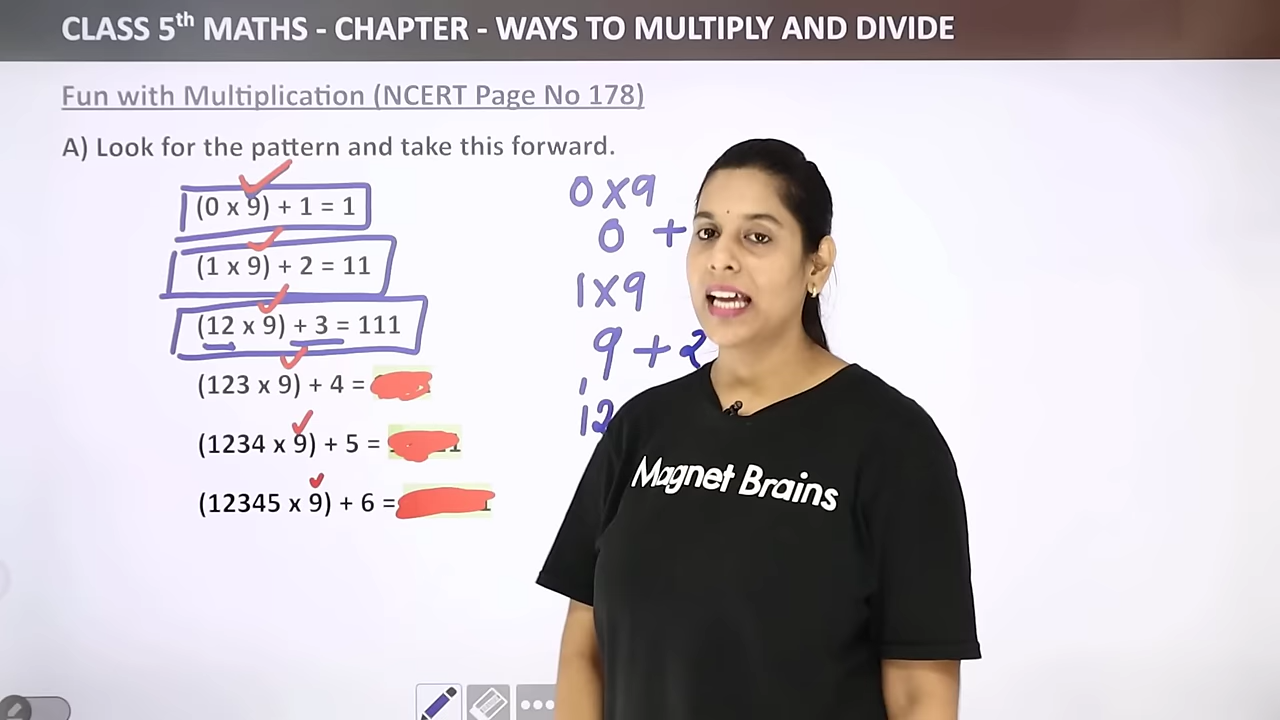 CLASS 5th MATHS - CHAPTER - WAYS TO MULTIPLY AND DIVIDE
Fun with Multiplication (NCERT Page No 178)
A) Look for the pattern and take this forward.
(0 x 9) + 1 = 1
(1 x 9) + 2 = 11
(12 x 9) + 3 = 111
(123 x 9) + 4 =
(1234 x 9) + 5 =
(12345 x 9) + 6 =
0 x 9
0 +
1 x 9
9 + 2
1
12
Magnet Brains